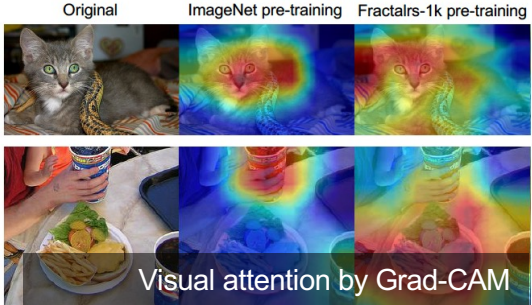 Original
ImageNet pre-training
Fractalrs-1k pre-training
Visual attention by Grad-CAM